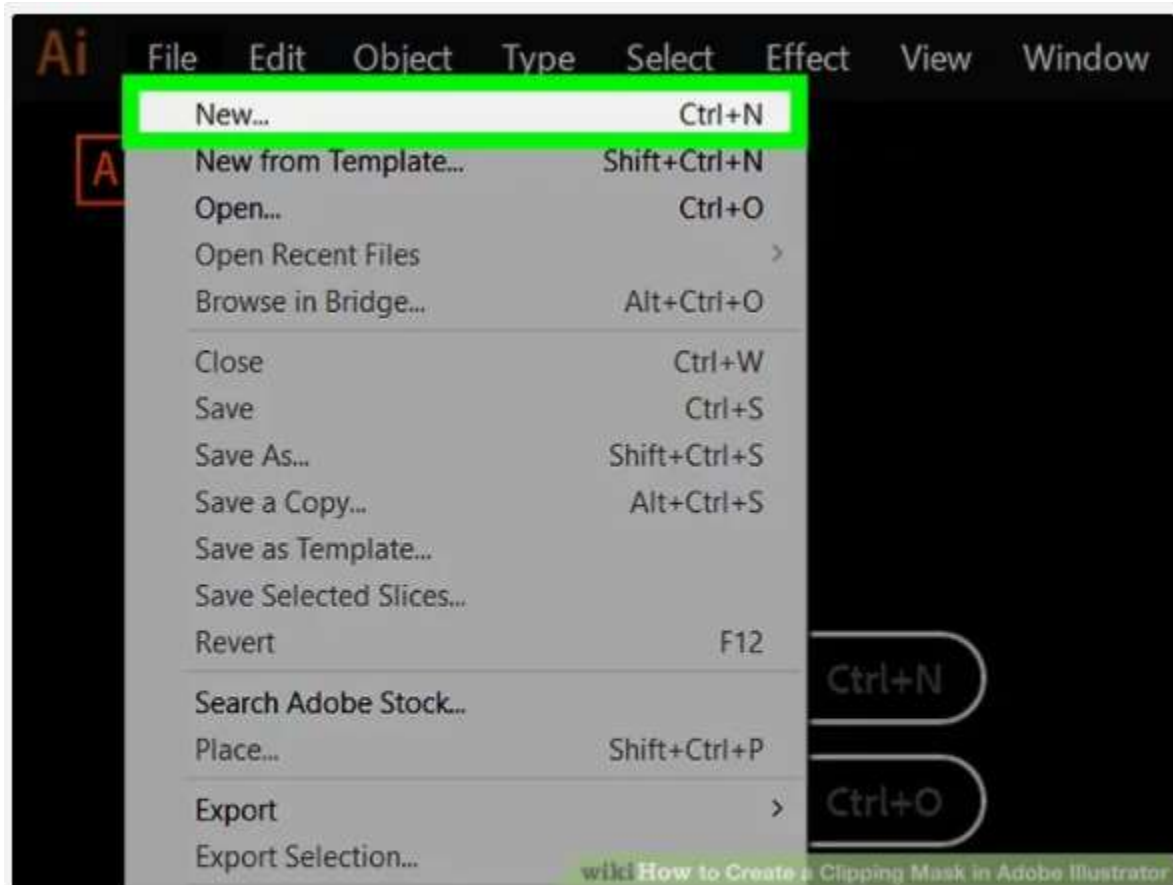 Ai File Edit Object Type Select Effect View Window
New... Ctrl+N
A
New from Template... Shift+Ctrl+N
Open... Ctrl+O
Open Recent Files >
Browse in Bridge... Alt+Ctrl+O
Close Ctrl+W
Save Ctrl+S
Save As... Shift+Ctrl+S
Save a Copy... Alt+Ctrl+S
Save as Template...
Save Selected Slices...
Revert F12
Ctrl+N
Search Adobe Stock...
Place... Shift+Ctrl+P
Export >
Ctrl+O
Export Selection...
wikiHow to Create a Clipping Mask in Adobe Illustrator